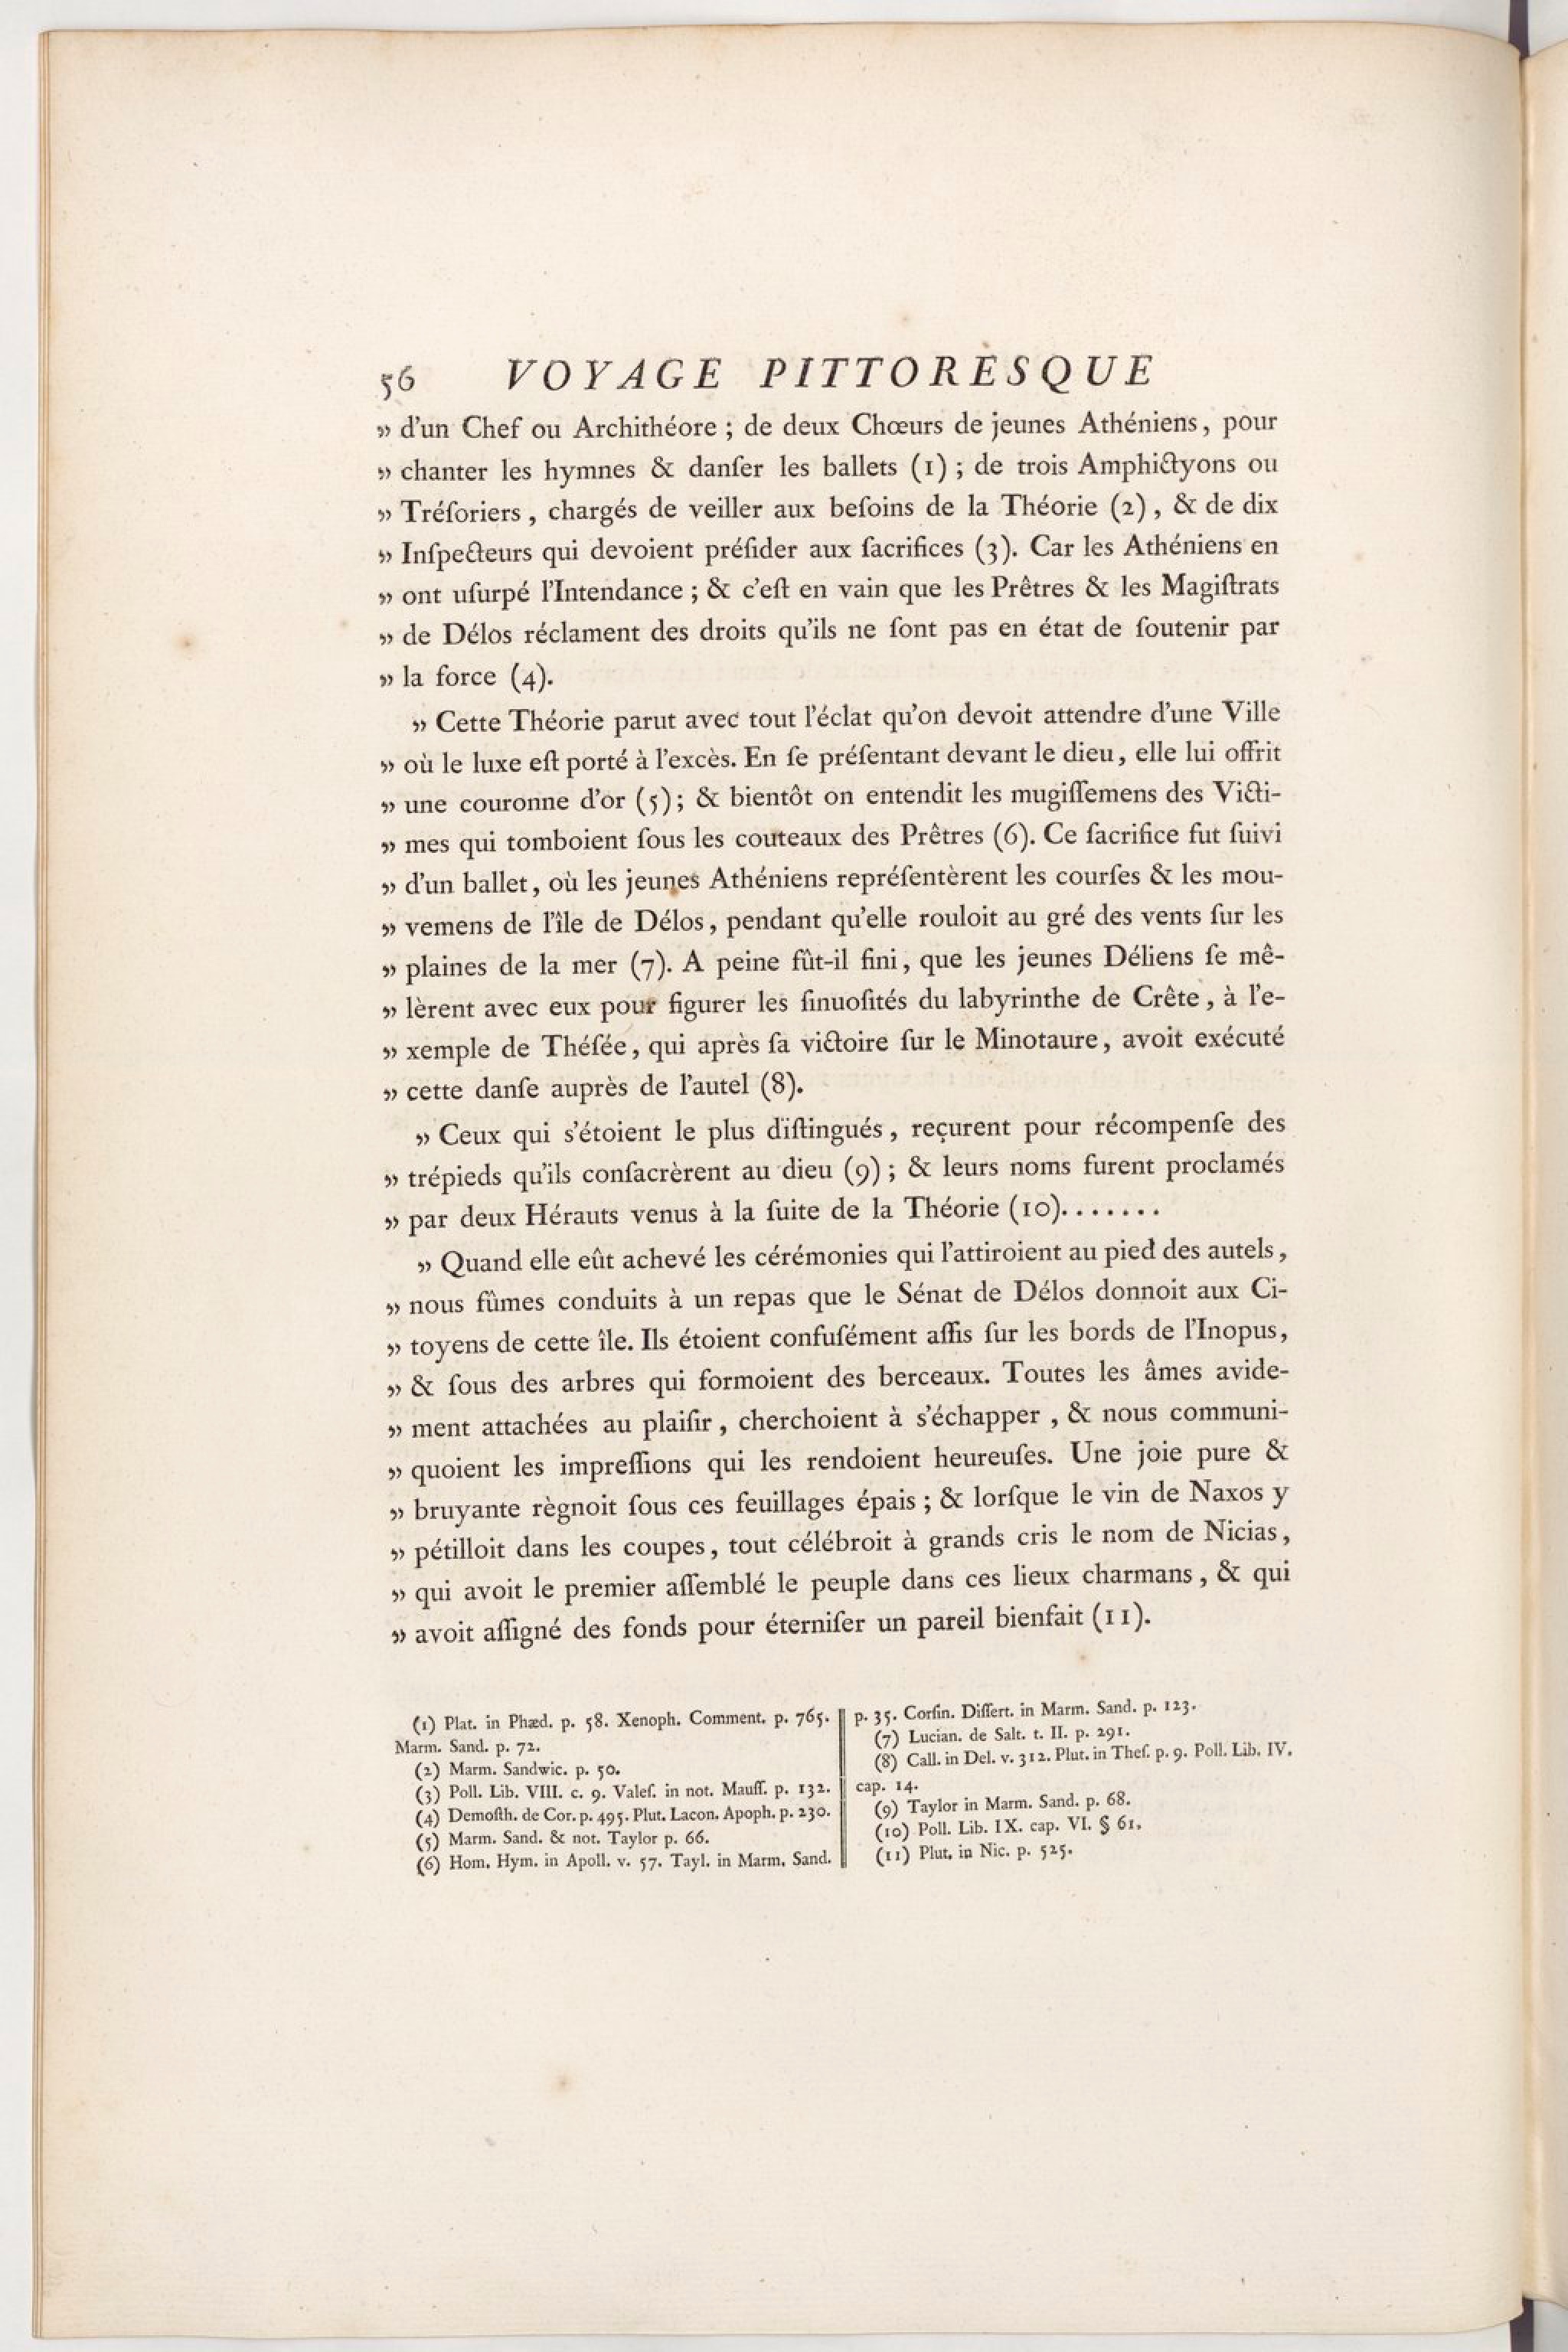 56 VOYAGE PITTORESQUE
„ d'un Chef ou Archithéore ; de deux Chœurs de jeunes Athéniens, pour
„ chanter les hymnes & danſer les ballets (1) ; de trois Amphictyons ou
„ Tréſoriers, chargés de veiller aux beſoins de la Théorie (2), & de dix
„ Inſpecteurs qui devoient préſider aux ſacrifices (3). Car les Athéniens en
„ ont uſurpé l'Intendance ; & c'eſt en vain que les Prêtres & les Magiſtrats
„ de Délos réclament des droits qu'ils ne ſont pas en état de ſoutenir par
„ la force (4).
„ Cette Théorie parut avec tout l'éclat qu'on devoit attendre d'une Ville
„ où le luxe eſt porté à l'excès. En ſe préſentant devant le dieu, elle lui offrit
„ une couronne d'or (5) ; & bientôt on entendit les mugiſſemens des Victi-
„ mes qui tomboient ſous les couteaux des Prêtres (6). Ce ſacrifice fut ſuivi
„ d'un ballet, où les jeunes Athéniens repréſentèrent les courſes & les mou-
„ vemens de l'île de Délos, pendant qu'elle rouloit au gré des vents ſur les
„ plaines de la mer (7). A peine fût-il fini, que les jeunes Déliens ſe mê-
„ lèrent avec eux pour figurer les ſinuoſités du labyrinthe de Crête, à l'e-
„ xemple de Théſée, qui après ſa victoire ſur le Minotaure, avoit exécuté
„ cette danſe auprès de l'autel (8).
„ Ceux qui s'étoient le plus diſtingués, reçurent pour récompenſe des
„ trépieds qu'ils conſacrèrent au dieu (9) ; & leurs noms furent proclamés
„ par deux Hérauts venus à la ſuite de la Théorie (10).......
„ Quand elle eût achevé les cérémonies qui l'attiroient au pied des autels,
„ nous fûmes conduits à un repas que le Sénat de Délos donnoit aux Ci-
„ toyens de cette île. Ils étoient confuſément aſſis ſur les bords de l'Inopus,
„ & ſous des arbres qui formoient des berceaux. Toutes les âmes avide-
„ ment attachées au plaiſir, cherchoient à s'échapper, & nous communi-
„ quoient les impreſſions qui les rendoient heureuſes. Une joie pure &
„ bruyante règnoit ſous ces feuillages épais ; & lorſque le vin de Naxos y
„ pétilloit dans les coupes, tout célébroit à grands cris le nom de Nicias,
„ qui avoit le premier aſſemblé le peuple dans ces lieux charmans, & qui
„ avoit aſſigné des fonds pour éterniſer un pareil bienfait (11).
(1) Plat. in Phæd. p. 58. Xenoph. Comment. p. 765.
Marm. Sand. p. 72.
(2) Marm. Sandwic. p. 50.
(3) Poll. Lib. VIII. c. 9. Valeſ. in not. Mauſſ. p. 132.
(4) Demoſth. de Cor. p. 495. Plut. Lacon. Apoph. p. 230.
(5) Marm. Sand. & not. Taylor p. 66.
(6) Hom. Hym. in Apoll. v. 57. Tayl. in Marm. Sand.
p. 35. Corſin. Diſſert. in Marm. Sand. p. 123.
(7) Lucian. de Salt. t. II. p. 291.
(8) Call. in Del. v. 312. Plut. in Theſ. p. 9. Poll. Lib. IV.
cap. 14.
(9) Taylor in Marm. Sand. p. 68.
(10) Poll. Lib. IX. cap. VI. § 61.
(11) Plut. in Nic. p. 525.